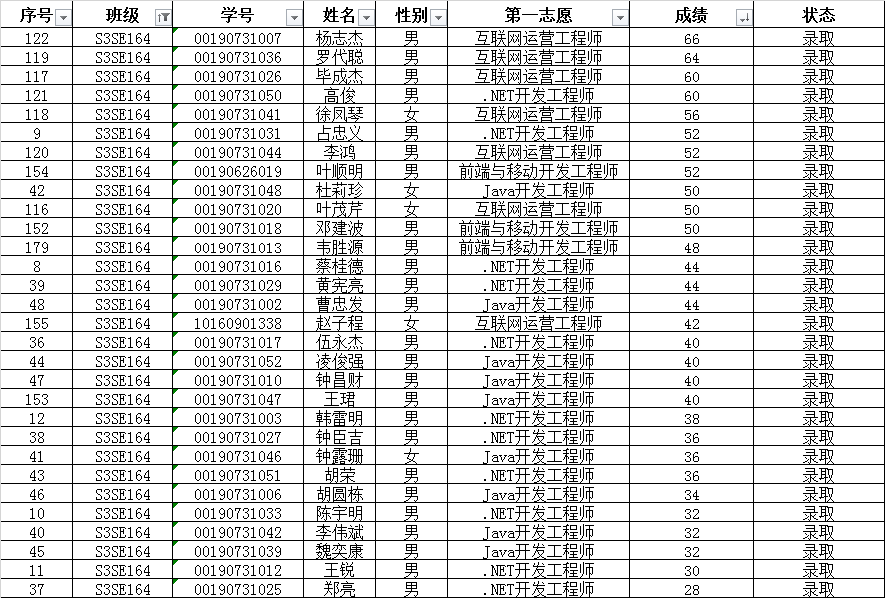 序号 班级 学号 姓名 性别 第一志愿 成绩 状态
122 S3SE164 00190731007 杨志杰 男 互联网运营工程师 66 录取
119 S3SE164 00190731036 罗代聪 男 互联网运营工程师 64 录取
117 S3SE164 00190731026 毕成杰 男 互联网运营工程师 60 录取
121 S3SE164 00190731050 高俊 男 .NET开发工程师 60 录取
118 S3SE164 00190731041 徐凤琴 女 互联网运营工程师 56 录取
9 S3SE164 00190731031 占忠义 男 .NET开发工程师 52 录取
120 S3SE164 00190731044 李鸿 男 互联网运营工程师 52 录取
154 S3SE164 00190626019 叶顺明 男 前端与移动开发工程师 52 录取
42 S3SE164 00190731048 杜莉珍 女 Java开发工程师 50 录取
116 S3SE164 00190731020 叶茂芹 女 互联网运营工程师 50 录取
152 S3SE164 00190731018 邓建波 男 前端与移动开发工程师 50 录取
179 S3SE164 00190731013 韦胜源 男 前端与移动开发工程师 48 录取
8 S3SE164 00190731016 蔡桂德 男 .NET开发工程师 44 录取
39 S3SE164 00190731029 黄宪亮 男 .NET开发工程师 44 录取
48 S3SE164 00190731002 曹忠发 男 Java开发工程师 44 录取
155 S3SE164 10160901338 赵子程 女 互联网运营工程师 42 录取
36 S3SE164 00190731017 伍永杰 男 .NET开发工程师 40 录取
44 S3SE164 00190731052 凌俊强 男 Java开发工程师 40 录取
47 S3SE164 00190731010 钟昌财 男 Java开发工程师 40 录取
153 S3SE164 00190731047 王珺 男 Java开发工程师 40 录取
12 S3SE164 00190731003 韩雷明 男 .NET开发工程师 38 录取
38 S3SE164 00190731027 钟臣吉 男 .NET开发工程师 36 录取
41 S3SE164 00190731046 钟露珊 女 Java开发工程师 36 录取
43 S3SE164 00190731051 胡荣 男 .NET开发工程师 36 录取
46 S3SE164 00190731006 胡圆栋 男 Java开发工程师 34 录取
10 S3SE164 00190731033 陈宇明 男 .NET开发工程师 32 录取
40 S3SE164 00190731042 李伟斌 男 Java开发工程师 32 录取
45 S3SE164 00190731039 魏奕康 男 Java开发工程师 32 录取
11 S3SE164 00190731012 王锐 男 .NET开发工程师 30 录取
37 S3SE164 00190731025 郑亮 男 .NET开发工程师 28 录取